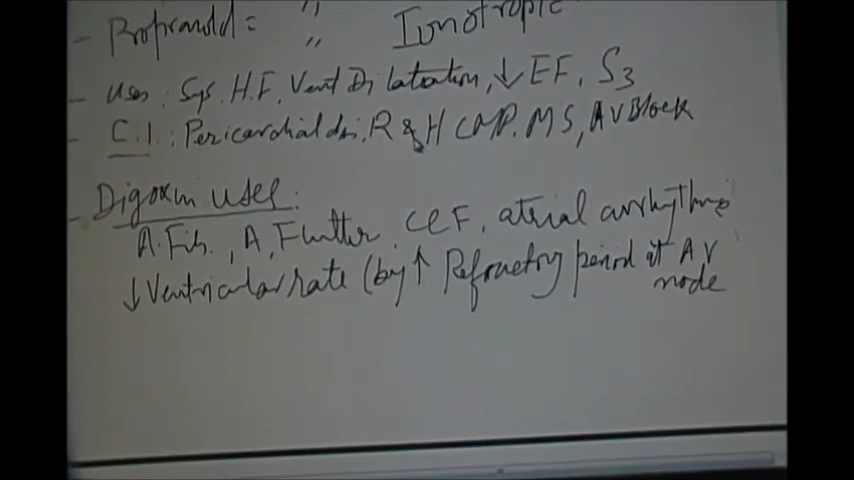 - Propranolol = " Ionotropic
"
- Uses: Sys. H.F, Vent Dilatation, ↓ EF, S3
- C.I.: Pericardial dis, R & H CMP. MS, AV Block
- Digoxin uses:
A. Fib., A, Flutter, CCF, atrial arrhythms
↓ Ventricular rate (by ↑ Refractory period at AV
node